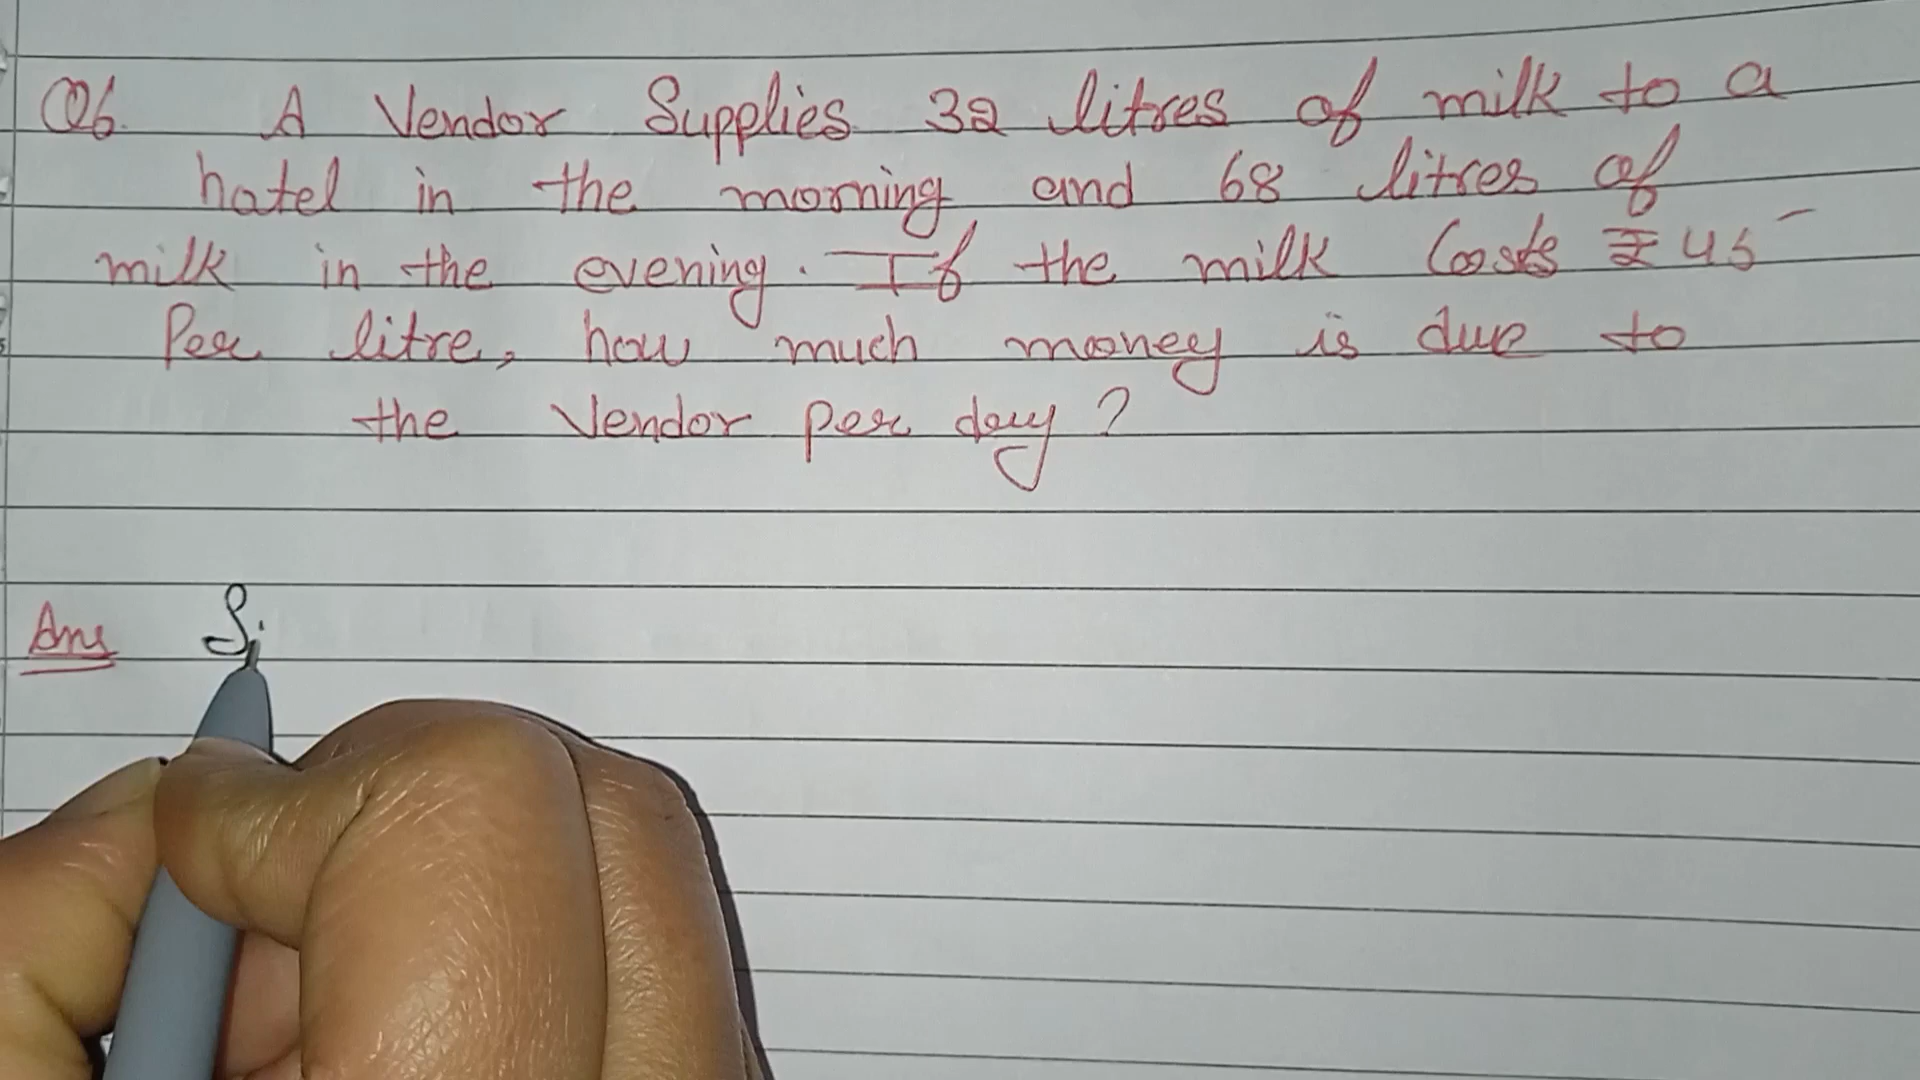 Q6. A Vendor Supplies 32 litres of milk to a
hotel in the morning and 68 litres of
milk in the evening. If the milk Costs ₹ 45
Per litre, how much money is due to
the Vendor per day?
Ans Si